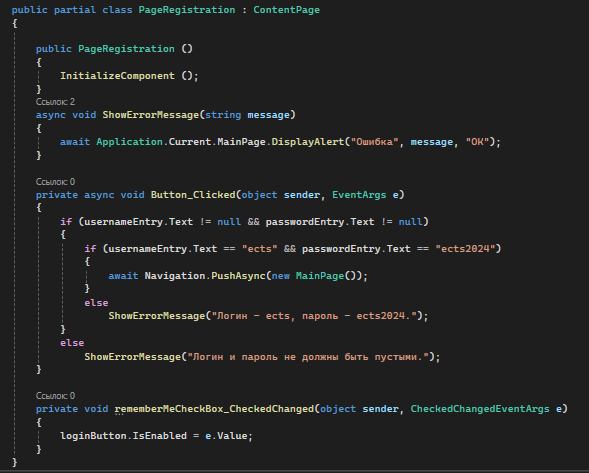 public partial class PageRegistration : ContentPage
{
public PageRegistration ()
{
InitializeComponent ();
}
Ссылок: 2
async void ShowErrorMessage(string message)
{
await Application.Current.MainPage.DisplayAlert("Ошибка", message, "ОК");
}
Ссылок: 0
private async void Button_Clicked(object sender, EventArgs e)
{
if (usernameEntry.Text != null && passwordEntry.Text != null)
{
if (usernameEntry.Text == "ects" && passwordEntry.Text == "ects2024")
{
await Navigation.PushAsync(new MainPage());
}
else
ShowErrorMessage("Логин - ects, пароль - ects2024.");
}
else
ShowErrorMessage("Логин и пароль не должны быть пустыми.");
}
Ссылок: 0
private void rememberMeCheckBox_CheckedChanged(object sender, CheckedChangedEventArgs e)
{
loginButton.IsEnabled = e.Value;
}
}